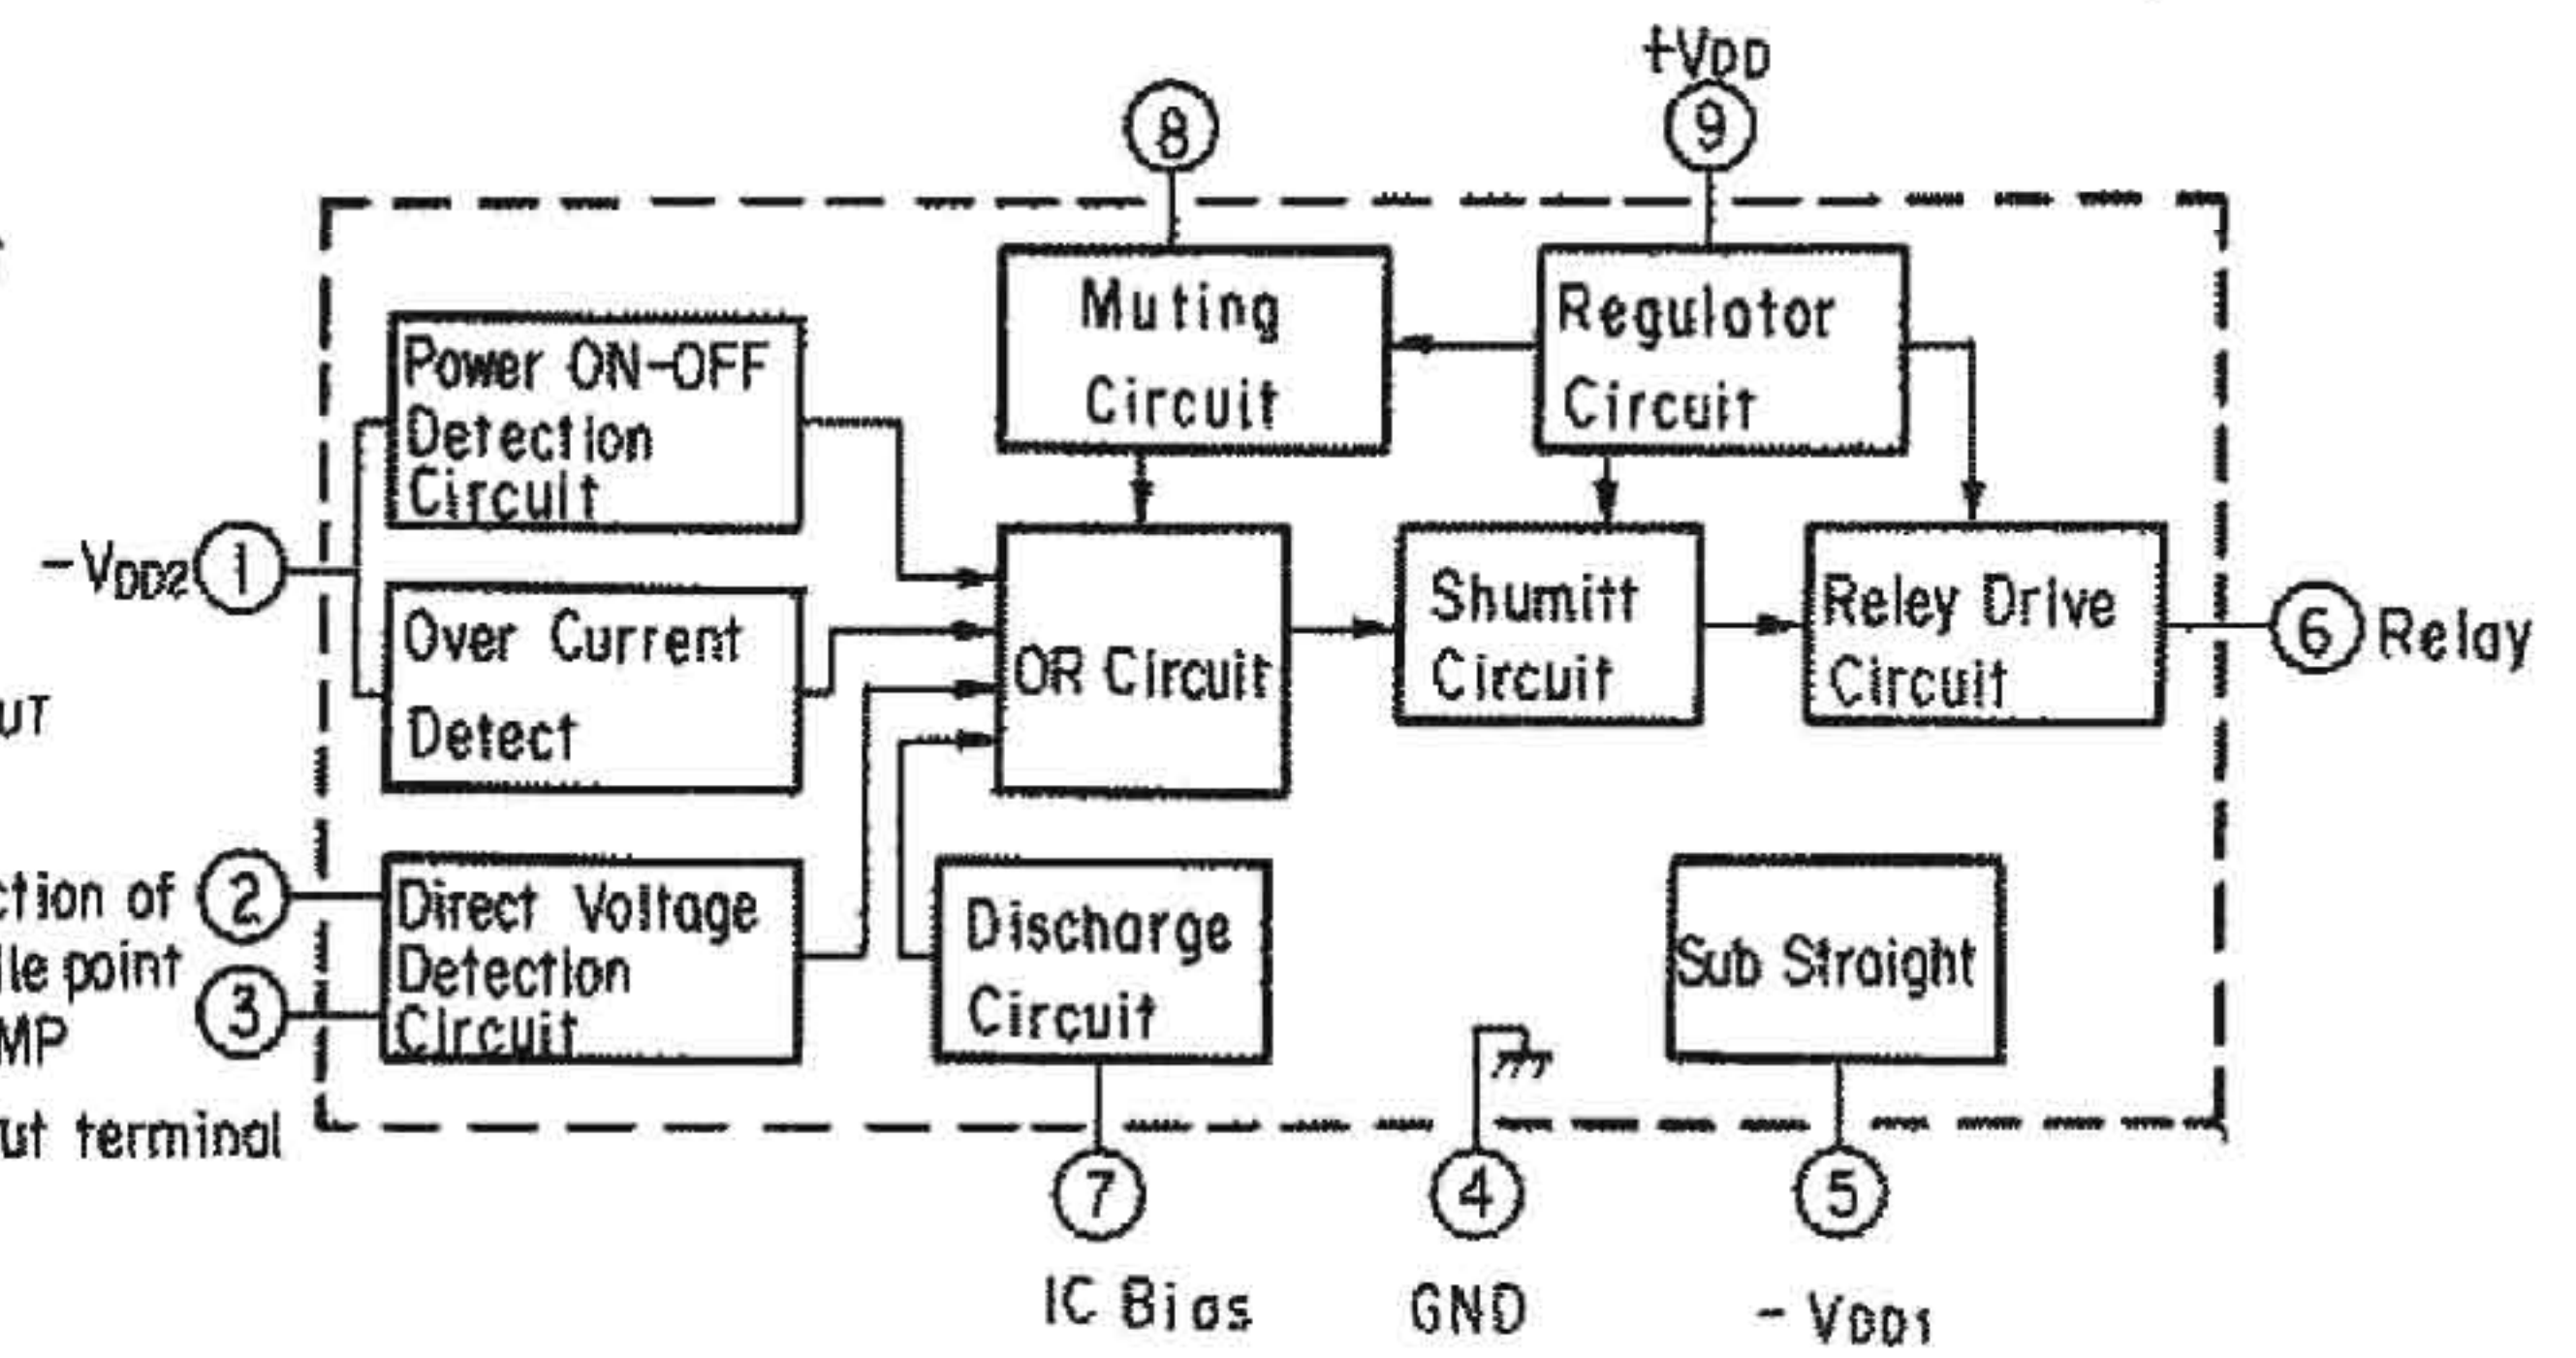 +VDD
8
9
Muting
Circuit
Regulator
Circuit
Power ON-OFF
Detection
Circuit
-VDD2 1
Over Current
Detect
OR Circuit
Shumitt
Circuit
Reley Drive
Circuit
6 Relay
UT
ction of 2
le point
3
MP
ut terminal
Direct Voltage
Detection
Circuit
Discharge
Circuit
Sub Straight
7
4
5
IC Bias
GND
- VDD1